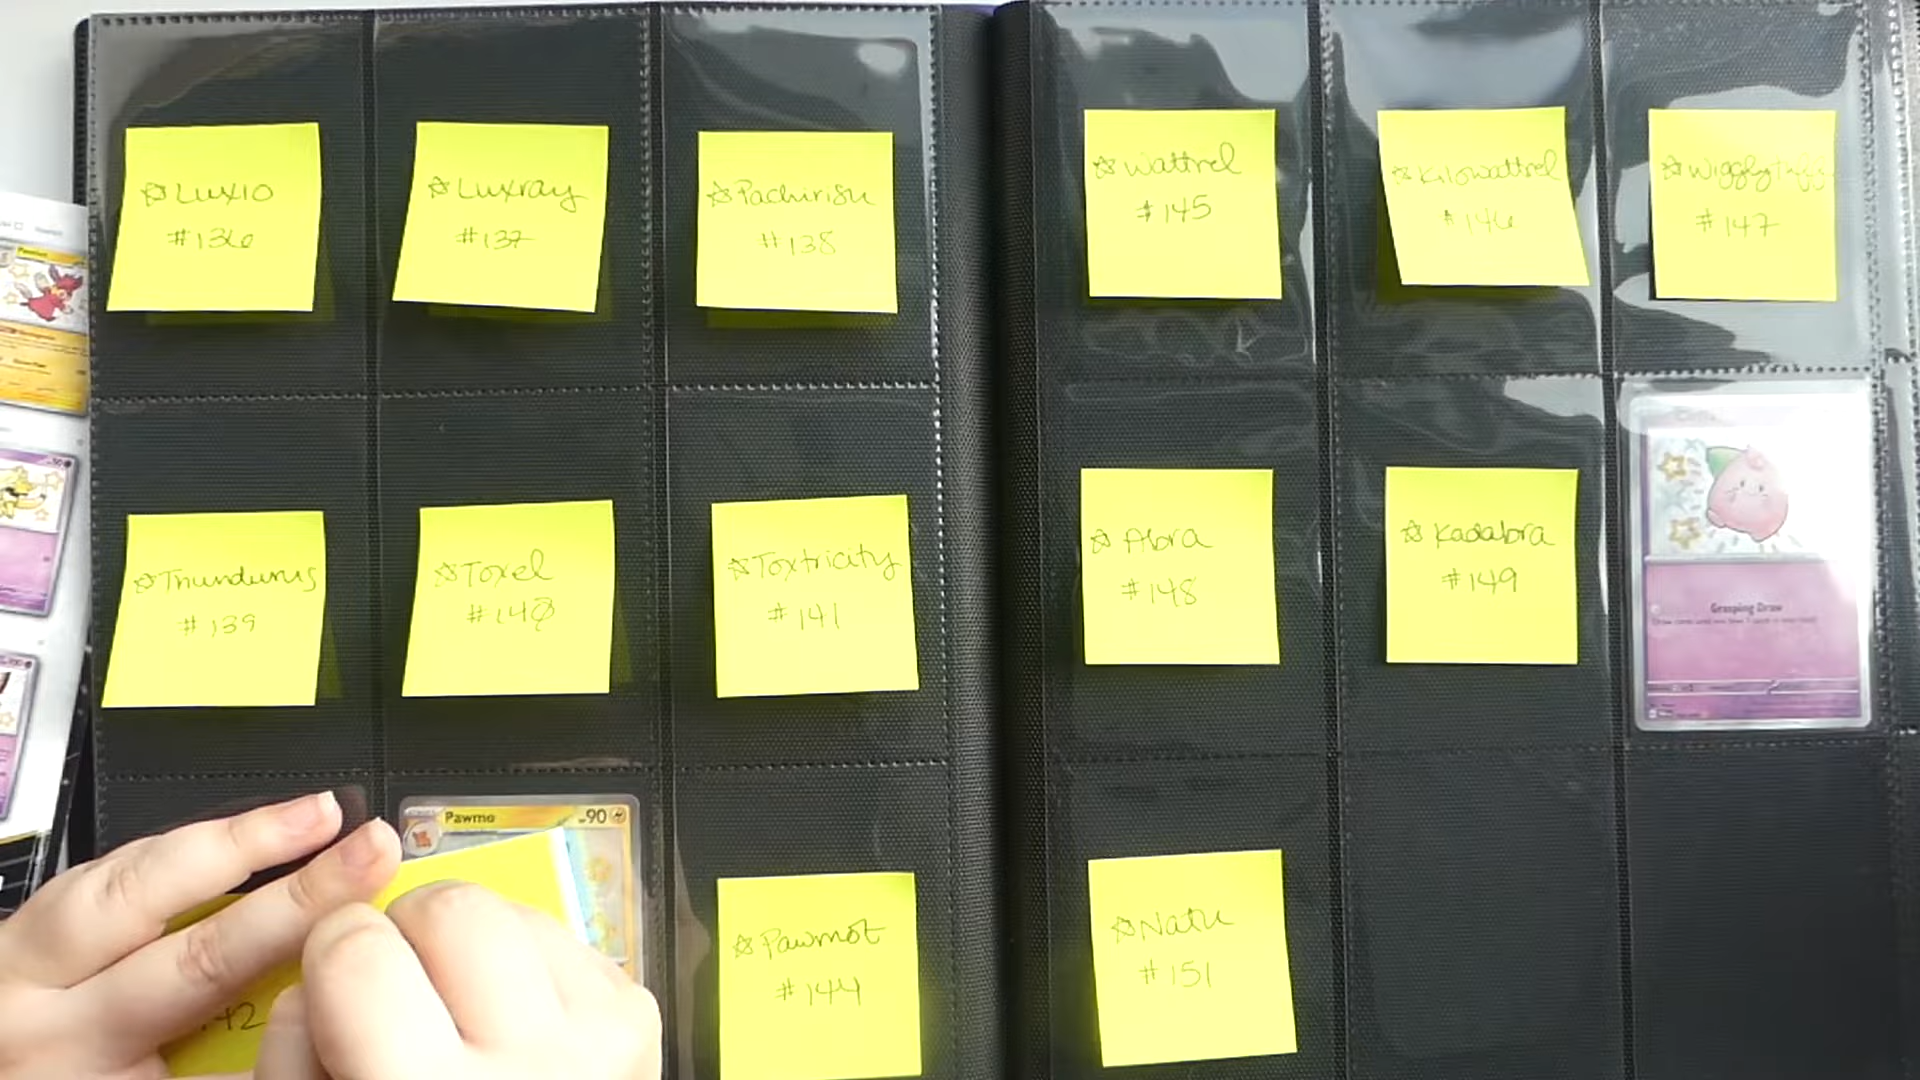 ☆Luxio
#136
☆Luxray
#137
☆Pachirisu
#138
☆Thundurus
#139
☆Toxel
#140
☆Toxtricity
#141
Pawmo
90
42
☆Pawmot
#144
☆Wattrel
#145
☆Kilowattrel
#146
☆Wigglytuff
#147
☆Abra
#148
☆Kadabra
#149
Grasping Draw
☆Natu
#151